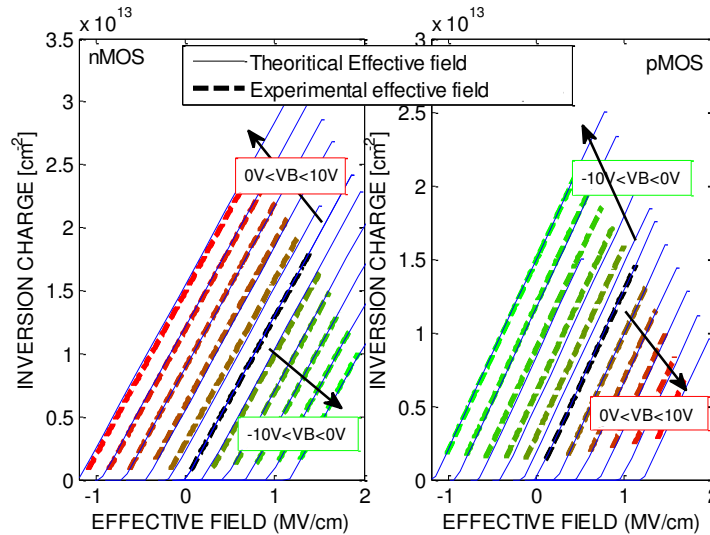 x 10^13
x 10^13
nMOS
pMOS
Theoritical Effective field
Experimental effective field
0V<VB<10V
-10V<VB<0V
-10V<VB<0V
0V<VB<10V
INVERSION CHARGE [cm^-2]
3.5
3
2.5
2
1.5
1
0.5
0
-1
0
1
2
EFFECTIVE FIELD (MV/cm)
INVERSION CHARGE [cm^-2]
2.5
2
1.5
1
0.5
0
-1
0
1
2
EFFECTIVE FIELD (MV/cm)